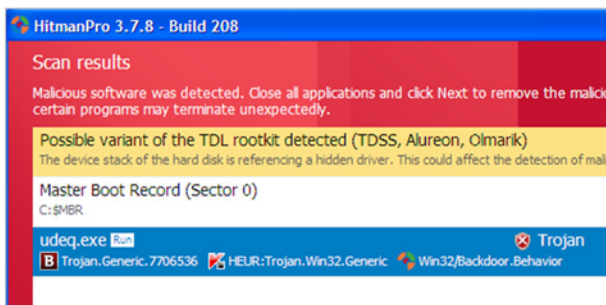 HitmanPro 3.7.8 - Build 208
Scan results
Malicious software was detected. Close all applications and click Next to remove the
certain programs may terminate unexpectedly.
Possible variant of the TDL rootkit detected (TDSS, Alureon, Olmarik)
The device stack of the hard disk is referencing a hidden driver. This could affect the detection of
Master Boot Record (Sector 0)
C:$MBR
udeq.exe Run Trojan
B Trojan.Generic.7706536 HEUR:Trojan.Win32.Generic Win32/Backdoor.Behavior